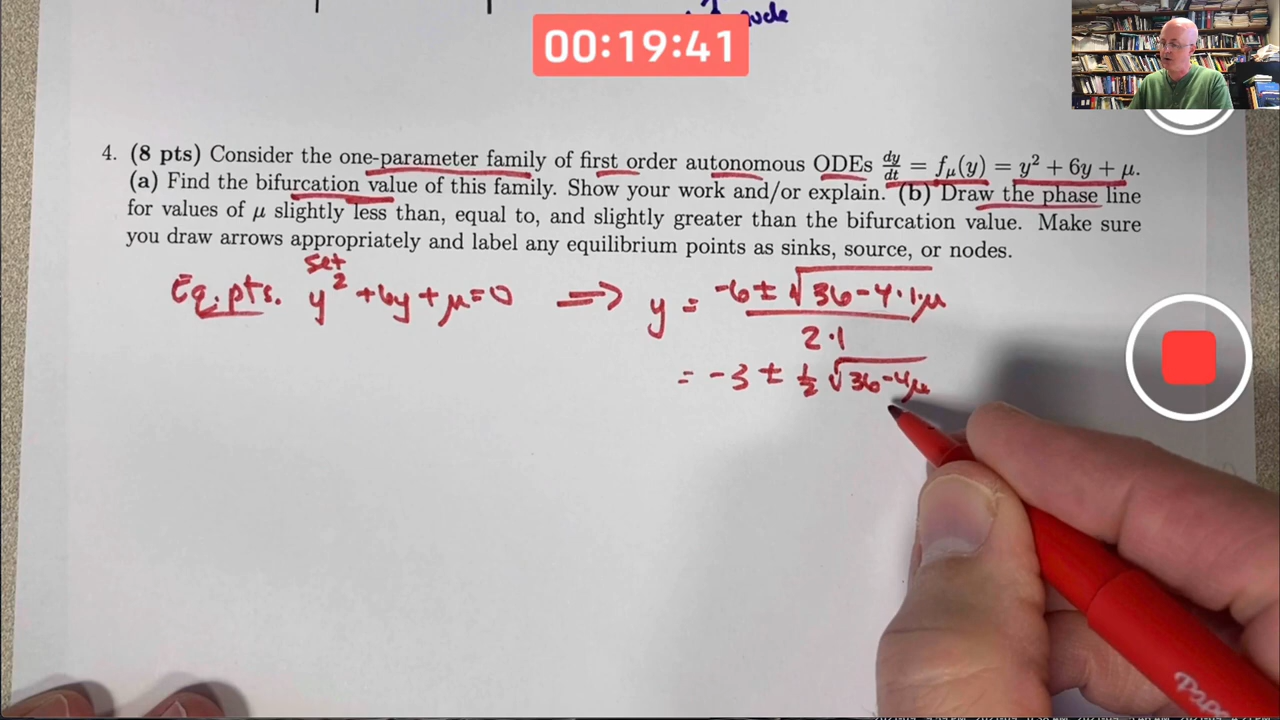 node
00:19:41
4. (8 pts) Consider the one-parameter family of first order autonomous ODEs dy/dt = fμ(y) = y² + 6y + μ.
(a) Find the bifurcation value of this family. Show your work and/or explain. (b) Draw the phase line
for values of μ slightly less than, equal to, and slightly greater than the bifurcation value. Make sure
you draw arrows appropriately and label any equilibrium points as sinks, source, or nodes.
set
Eq. pts. y² + 6y + μ = 0 ⟹ y = -6 ± √36 - 4·1·μ / 2·1
= -3 ± 1/2 √36 - 4μ